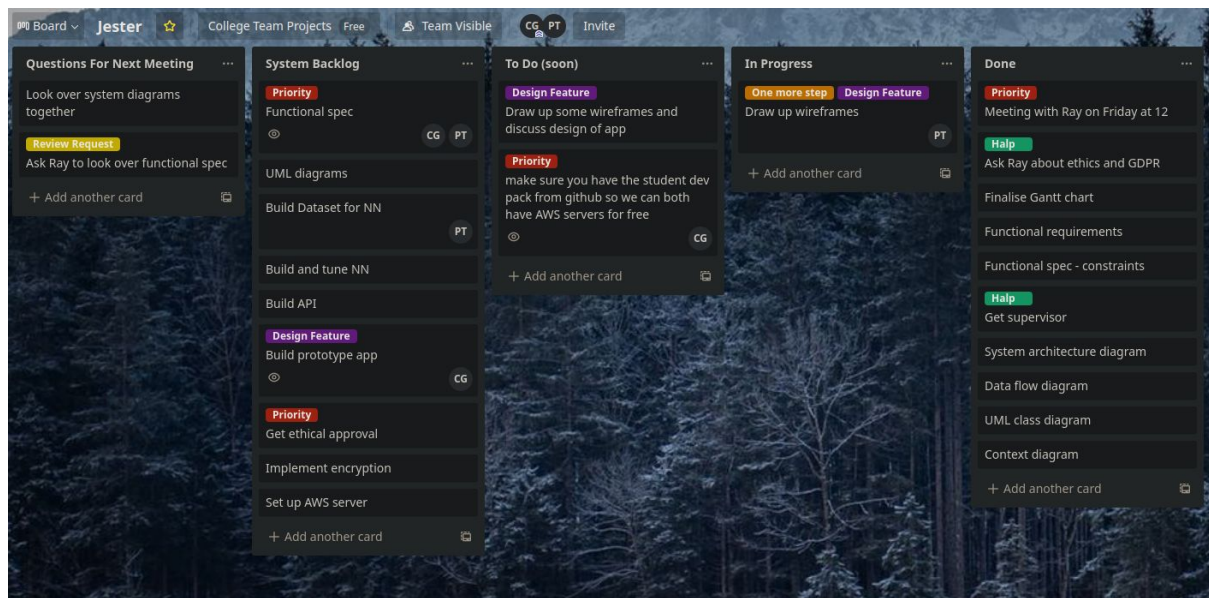 Board
Jester
College Team Projects Free
Team Visible
CG PT
Invite
Questions For Next Meeting
Look over system diagrams
together
Review Request
Ask Ray to look over functional spec
+ Add another card
System Backlog
Priority
Functional spec
CG PT
UML diagrams
Build Dataset for NN
PT
Build and tune NN
Build API
Design Feature
Build prototype app
CG
Priority
Get ethical approval
Implement encryption
Set up AWS server
+ Add another card
To Do (soon)
Design Feature
Draw up some wireframes and
discuss design of app
Priority
make sure you have the student dev
pack from github so we can both
have AWS servers for free
CG
+ Add another card
In Progress
One more step Design Feature
Draw up wireframes
PT
+ Add another card
Done
Priority
Meeting with Ray on Friday at 12
Halp
Ask Ray about ethics and GDPR
Finalise Gantt chart
Functional requirements
Functional spec - constraints
Halp
Get supervisor
System architecture diagram
Data flow diagram
UML class diagram
Context diagram
+ Add another card